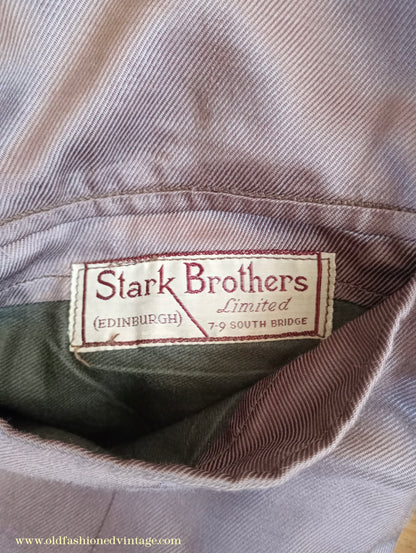 Stark Brothers
Limited
(EDINBURGH)
7-9 SOUTH BRIDGE
www.oldfashionedvintage.com